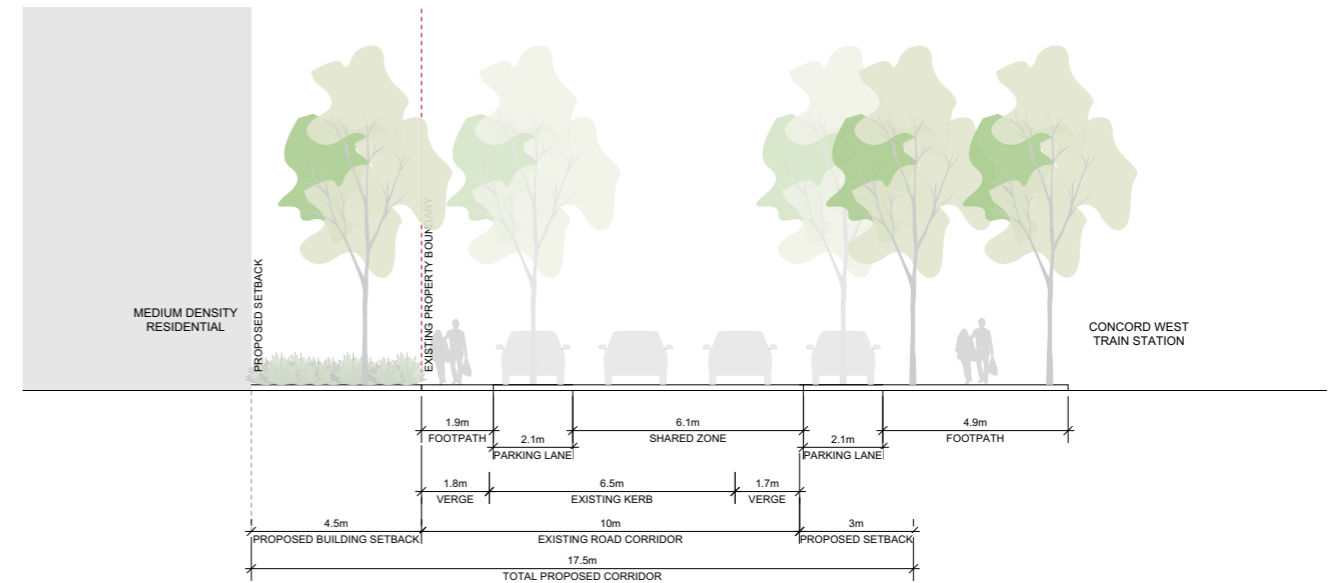 PROPOSED SETBACK
EXISTING PROPERTY BOUNDARY
MEDIUM DENSITY
RESIDENTIAL
CONCORD WEST
TRAIN STATION
1.9m
FOOTPATH
2.1m
PARKING LANE
6.1m
SHARED ZONE
2.1m
PARKING LANE
4.9m
FOOTPATH
1.8m
VERGE
6.5m
EXISTING KERB
1.7m
VERGE
4.5m
PROPOSED BUILDING SETBACK
10m
EXISTING ROAD CORRIDOR
3m
PROPOSED SETBACK
17.5m
TOTAL PROPOSED CORRIDOR